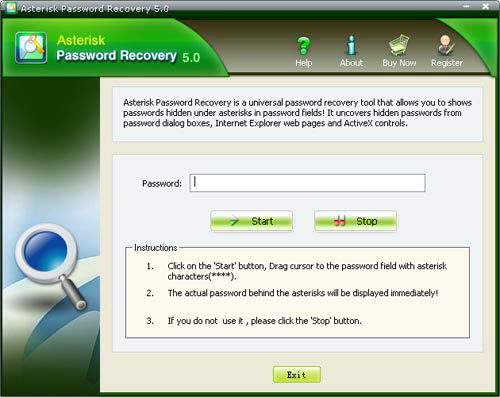 Asterisk Password Recovery 5.0
Asterisk
Password Recovery 5.0
Help
About
Buy Now
Register
Asterisk Password Recovery is a universal password recovery tool that allows you to shows
passwords hidden under asterisks in password fields! It uncovers hidden passwords from
password dialog boxes, Internet Explorer web pages and ActiveX controls.
Password:
Start
Stop
Instructions
1. Click on the 'Start' button, Drag cursor to the password field with asterisk
characters(****).
2. The actual password behind the asterisks will be displayed immediately!
3. If you do not use it , please click the 'Stop' button.
Exit